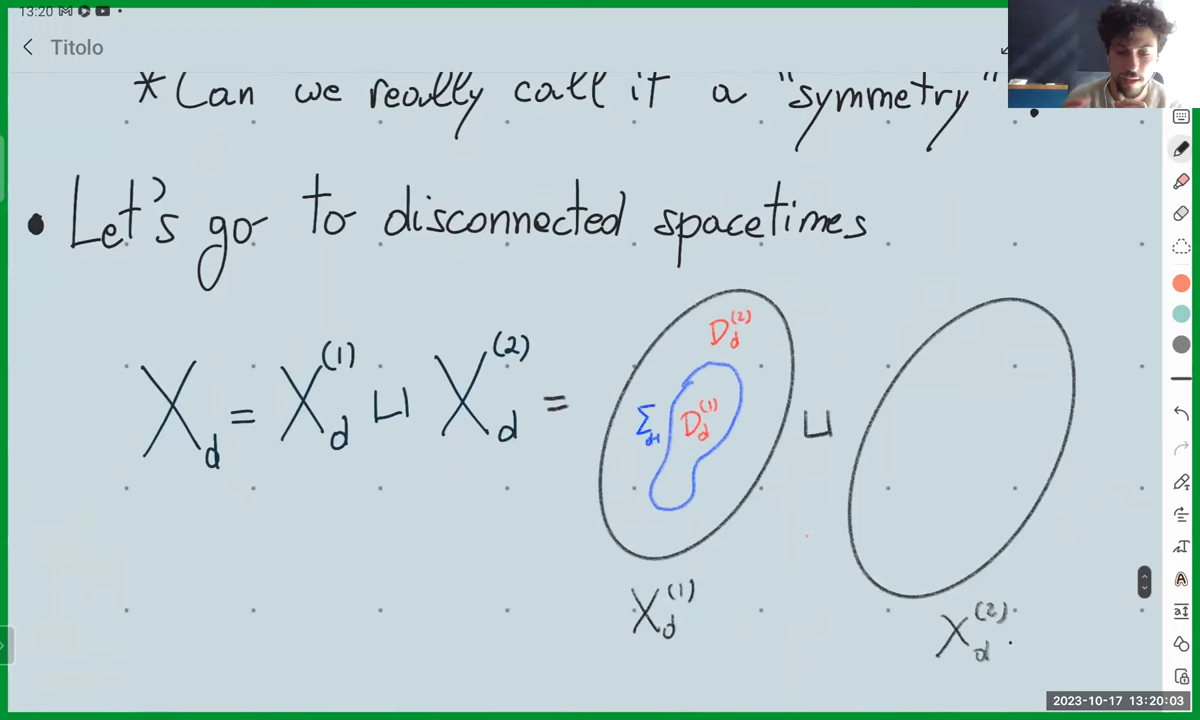 13:20
Titolo
*Can we really call it a "symmetry"
• Let's go to disconnected spacetimes
X_d = X_d^(1) ⊔ X_d^(2) = ⊔
D_d^(2)
Σ_d-1 D_d^(1)
X_d^(1)
X_d^(2)
2023-10-17 13:20:03